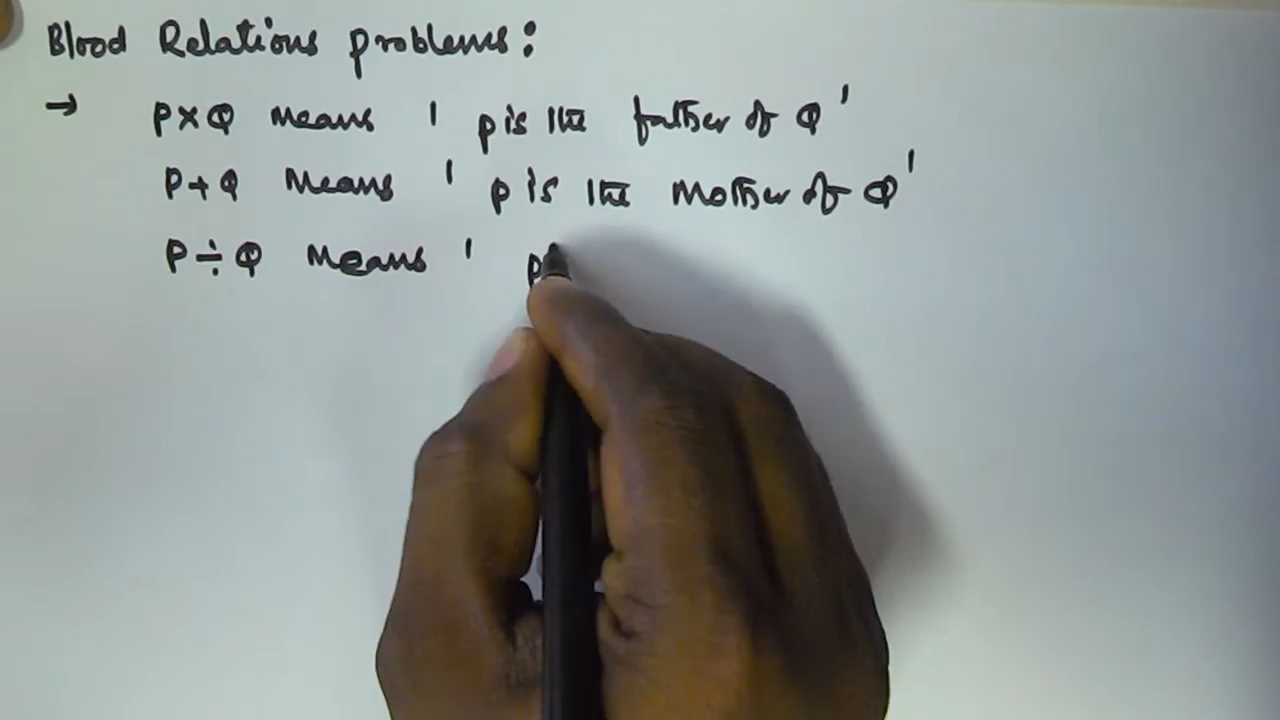 Blood Relations problems:
→ P×Q Means ' p is the father of Q'
P+Q Means ' p is the Mother of Q'
P÷Q Means ' p